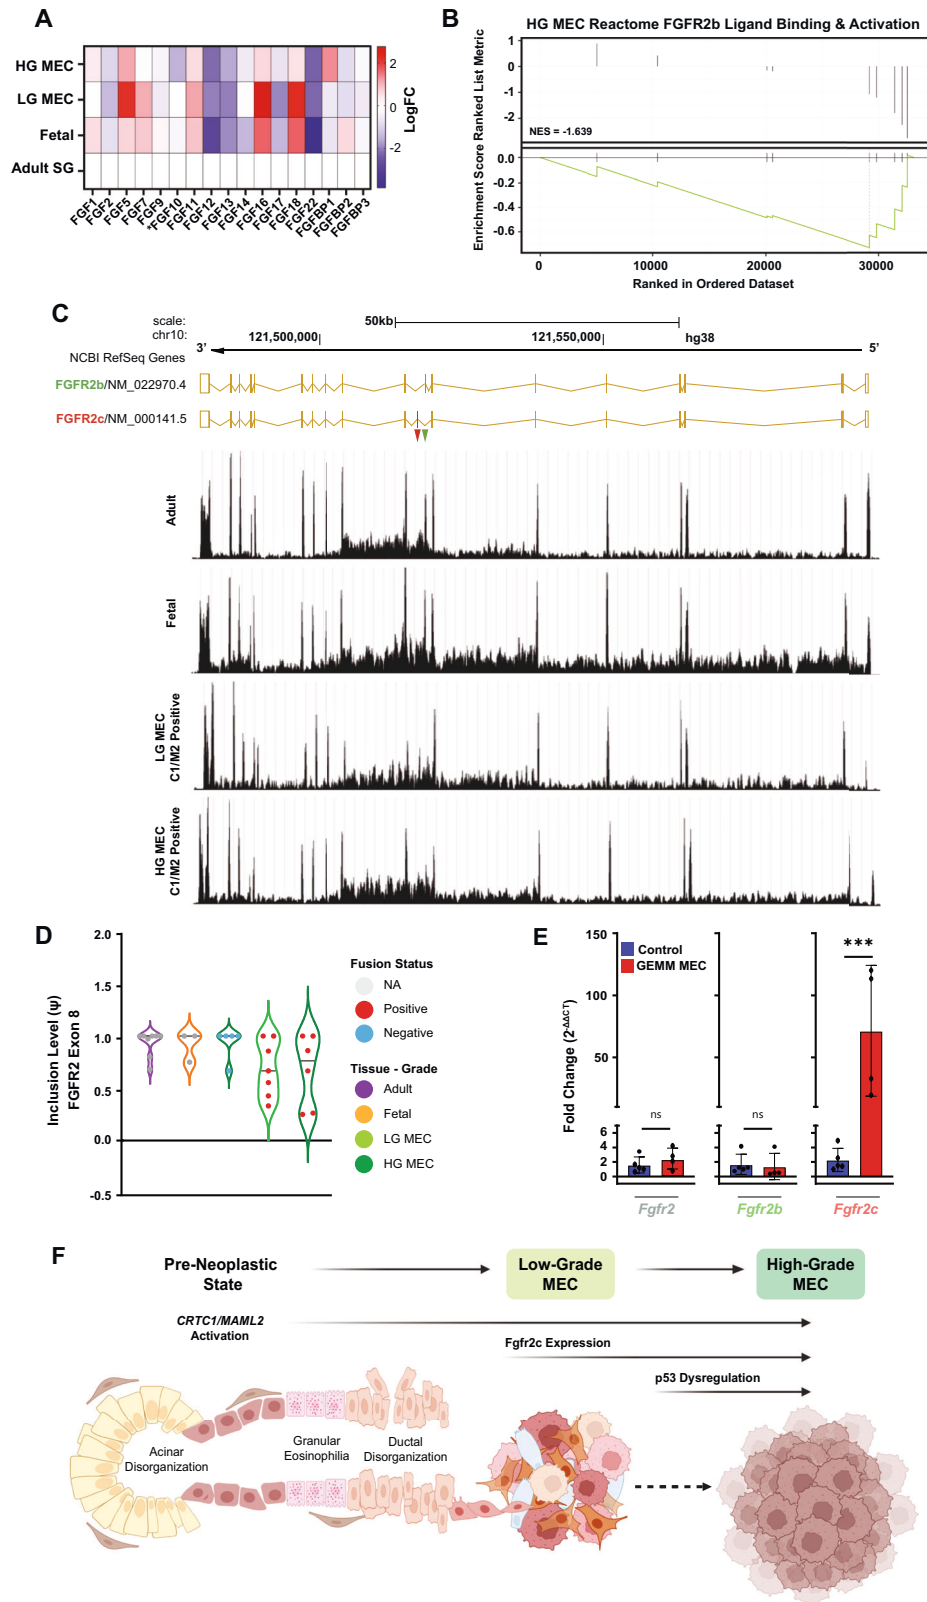 A
HG MEC
LG MEC
Fetal
Adult SG
FGF1
FGF2
FGF5
FGF7
FGF9
*FGF10
FGF11
FGF12
FGF13
FGF14
FGF16
FGF17
FGF18
FGF22
FGFBP1
FGFBP2
FGFBP3
2
0
-2
LogFC
B
HG MEC Reactome FGFR2b Ligand Binding & Activation
Enrichment Score Ranked List Metric
1
0
-1
-2
NES = -1.639
0.0
-0.2
-0.4
-0.6
0
10000
20000
30000
Ranked in Ordered Dataset
C
scale:
50kb
chr10:
121,500,000
121,550,000
hg38
3'
5'
NCBI RefSeq Genes
FGFR2b/NM_022970.4
FGFR2c/NM_000141.5
Adult
Fetal
LG MEC
C1/M2 Positive
HG MEC
C1/M2 Positive
D
Inclusion Level (ψ)
FGFR2 Exon 8
2.0
1.5
1.0
0.5
0.0
-0.5
Fusion Status
NA
Positive
Negative
Tissue - Grade
Adult
Fetal
LG MEC
HG MEC
E
Fold Change (2^-ΔΔCT)
150
100
50
6
4
2
0
Control
GEMM MEC
ns
ns
***
Fgfr2
Fgfr2b
Fgfr2c
F
Pre-Neoplastic
State
Low-Grade
MEC
High-Grade
MEC
CRTC1/MAML2
Activation
Fgfr2c Expression
p53 Dysregulation
Acinar
Disorganization
Granular
Eosinophilia
Ductal
Disorganization